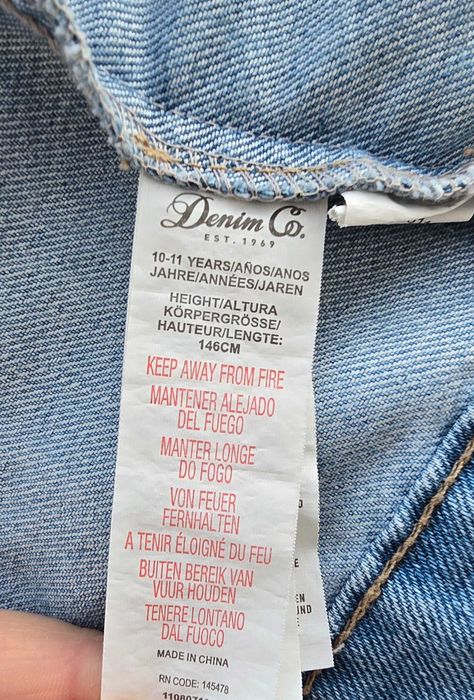 Denim Co.
EST. 1969
10-11 YEARS/AÑOS/ANOS
JAHRE/ANNÉES/JAREN
HEIGHT/ALTURA
KÖRPERGRÖSSE/
HAUTEUR/LENGTE:
146CM
KEEP AWAY FROM FIRE
MANTENER ALEJADO
DEL FUEGO
MANTER LONGE
DO FOGO
VON FEUER
FERNHALTEN
A TENIR ÉLOIGNÉ DU FEU
BUITEN BEREIK VAN
VUUR HOUDEN
TENERE LONTANO
DAL FUOCO
MADE IN CHINA
RN CODE: 145478